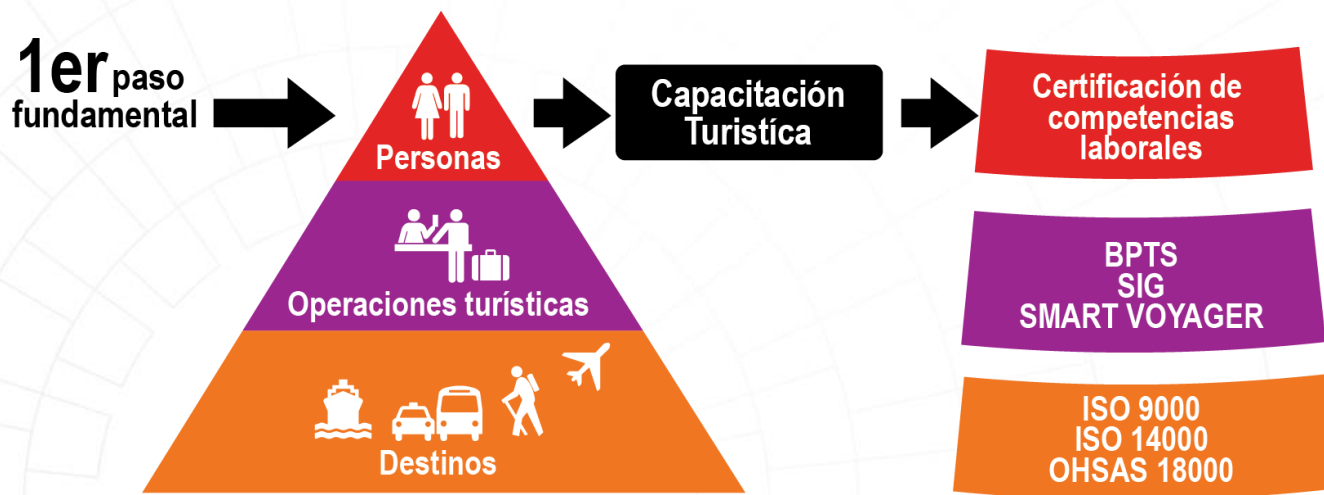 1er paso
fundamental
Personas
Operaciones turísticas
Destinos
Capacitación
Turistíca
Certificación de
competencias
laborales
BPTS
SIG
SMART VOYAGER
ISO 9000
ISO 14000
OHSAS 18000